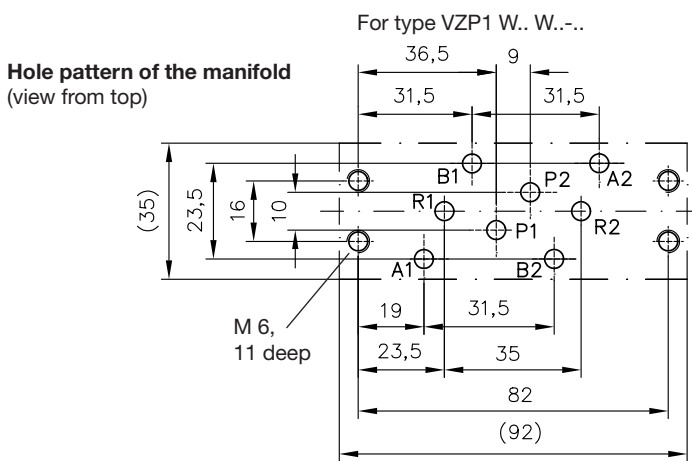 For type VZP1 W.. W..-..
36,5
9
Hole pattern of the manifold
(view from top)
31,5
31,5
B1
P2
A2
(35)
23,5
16
10
R1
P1
R2
A1
B2
M 6,
11 deep
19
31,5
23,5
35
82
(92)